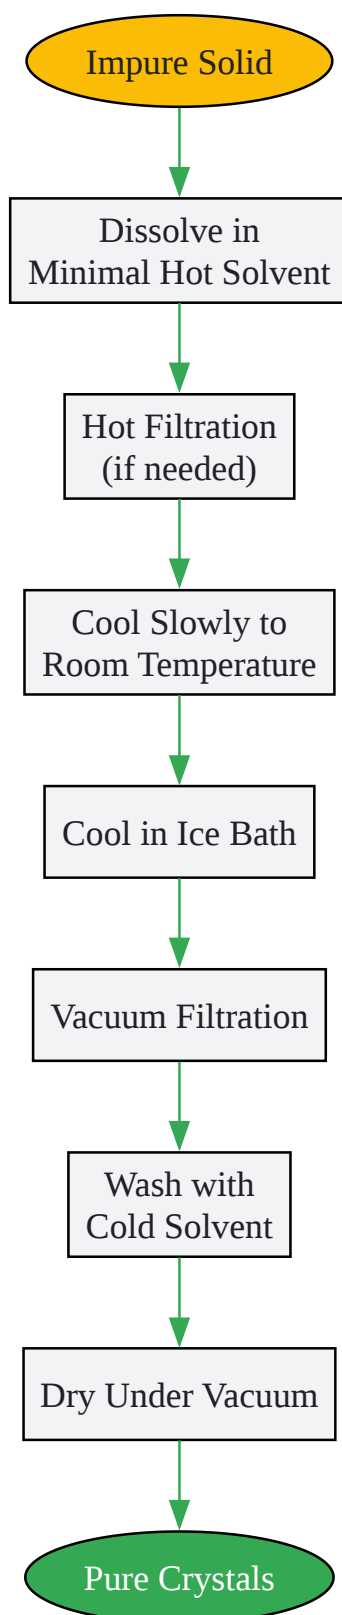 Impure Solid
Dissolve in
Minimal Hot Solvent
Hot Filtration
(if needed)
Cool Slowly to
Room Temperature
Cool in Ice Bath
Vacuum Filtration
Wash with
Cold Solvent
Dry Under Vacuum
Pure Crystals